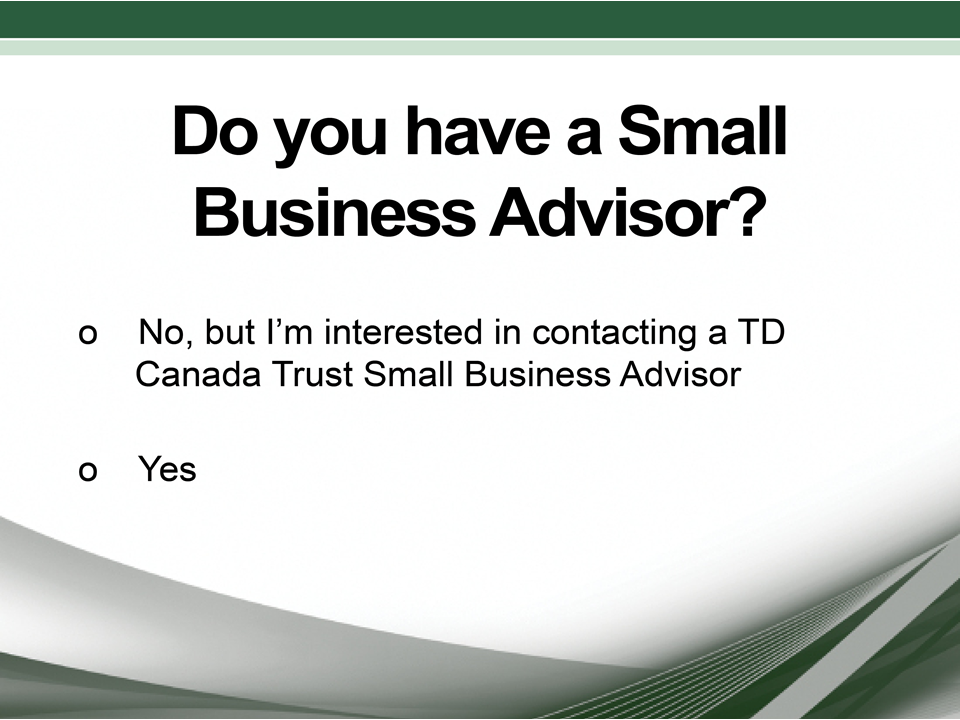 Do you have a Small
Business Advisor?
o No, but I’m interested in contacting a TD
Canada Trust Small Business Advisor
o Yes